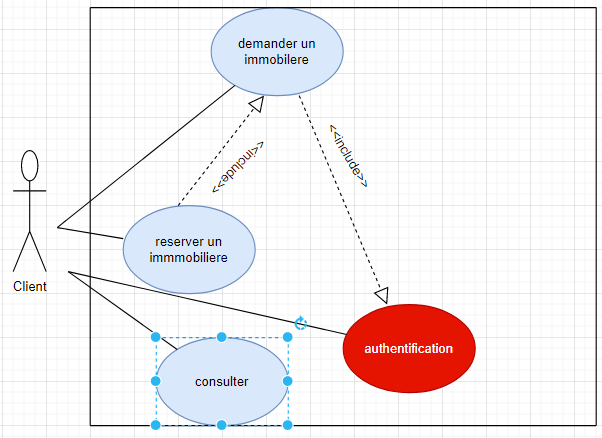 demander un
immobilere
<<include>>
<<include>>
reserver un
immmobiliere
Client
authentification
consulter